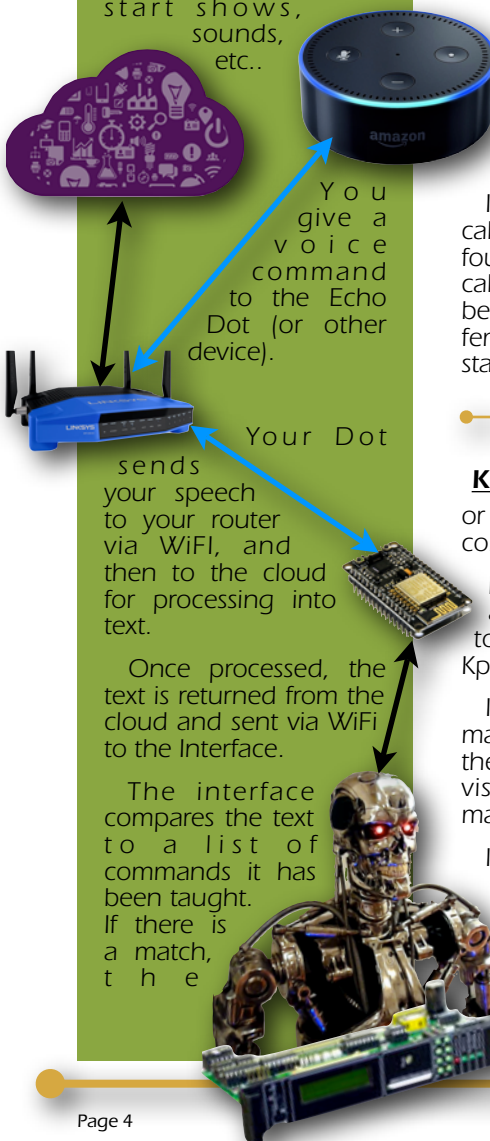 start shows,
sounds,
etc..
amazon
You
give a
voice
command
to the Echo
Dot (or other
device).
LINKSYS
LINKSYS
Your Dot
sends
your speech
to your router
via WiFI, and
then to the cloud
for processing into
text.
Once processed, the
text is returned from the
cloud and sent via WiFi
to the Interface.
The interface
compares the text
to a list of
commands it has
been taught.
If there is
a match,
the
Page 4